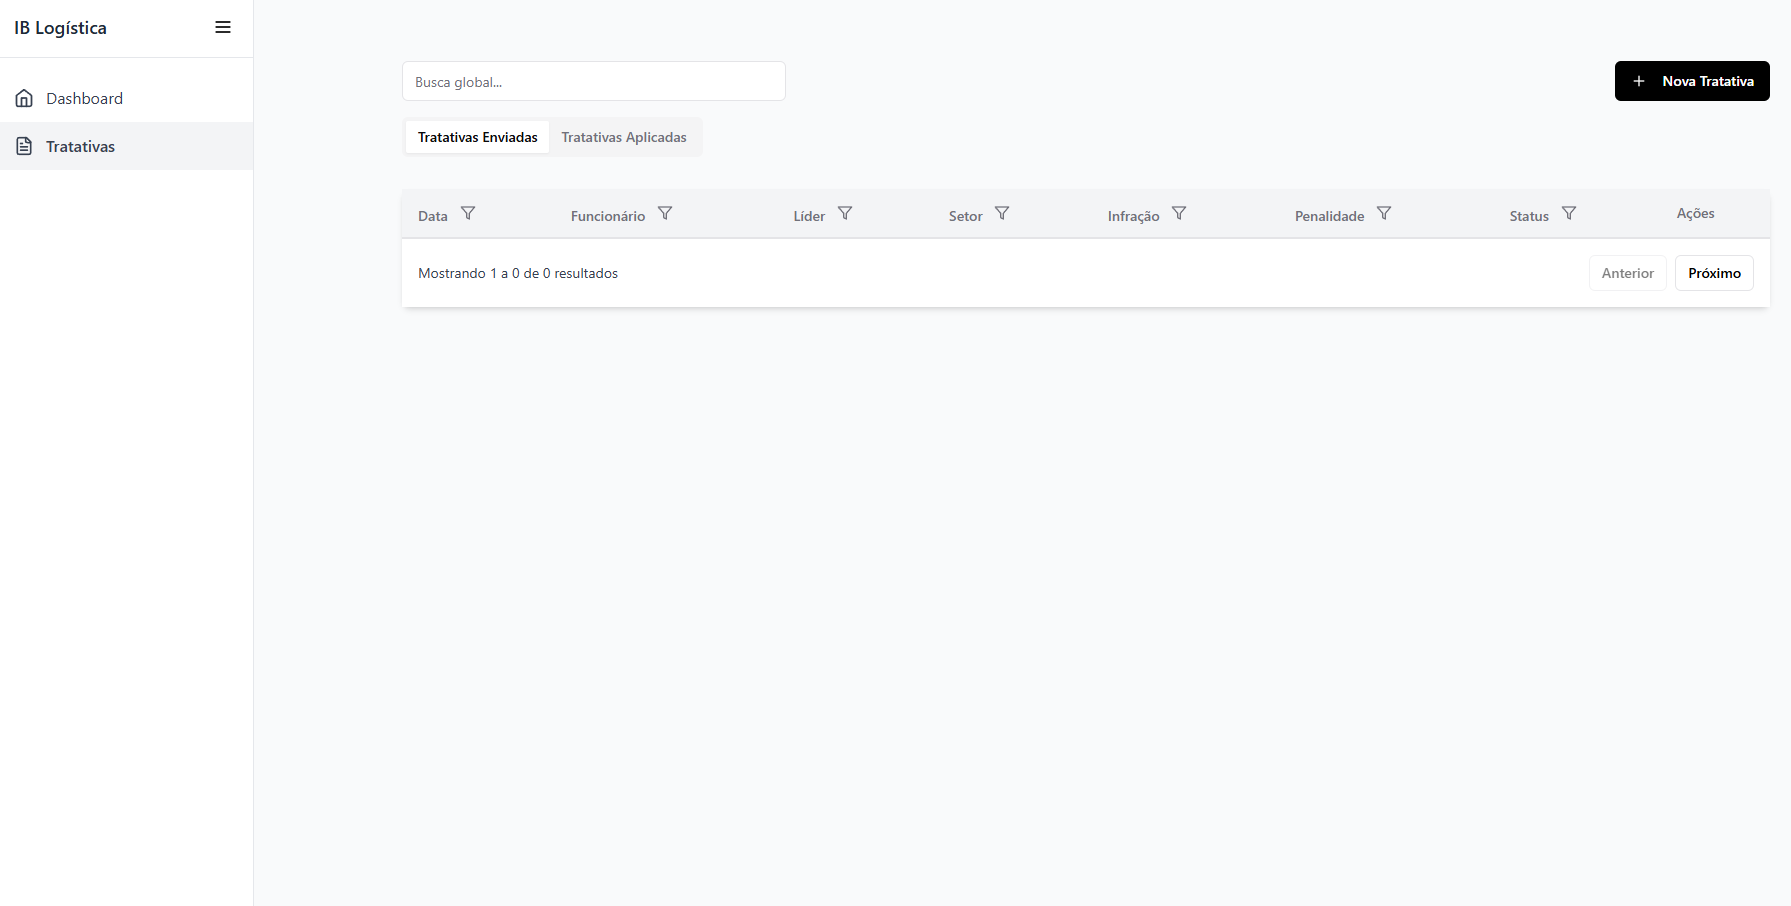 IB Logística
Dashboard
Tratativas
Busca global...
Nova Tratativa
Tratativas Enviadas Tratativas Aplicadas
Data Funcionário Líder Setor Infração Penalidade Status Ações
Mostrando 1 a 0 de 0 resultados Anterior Próximo